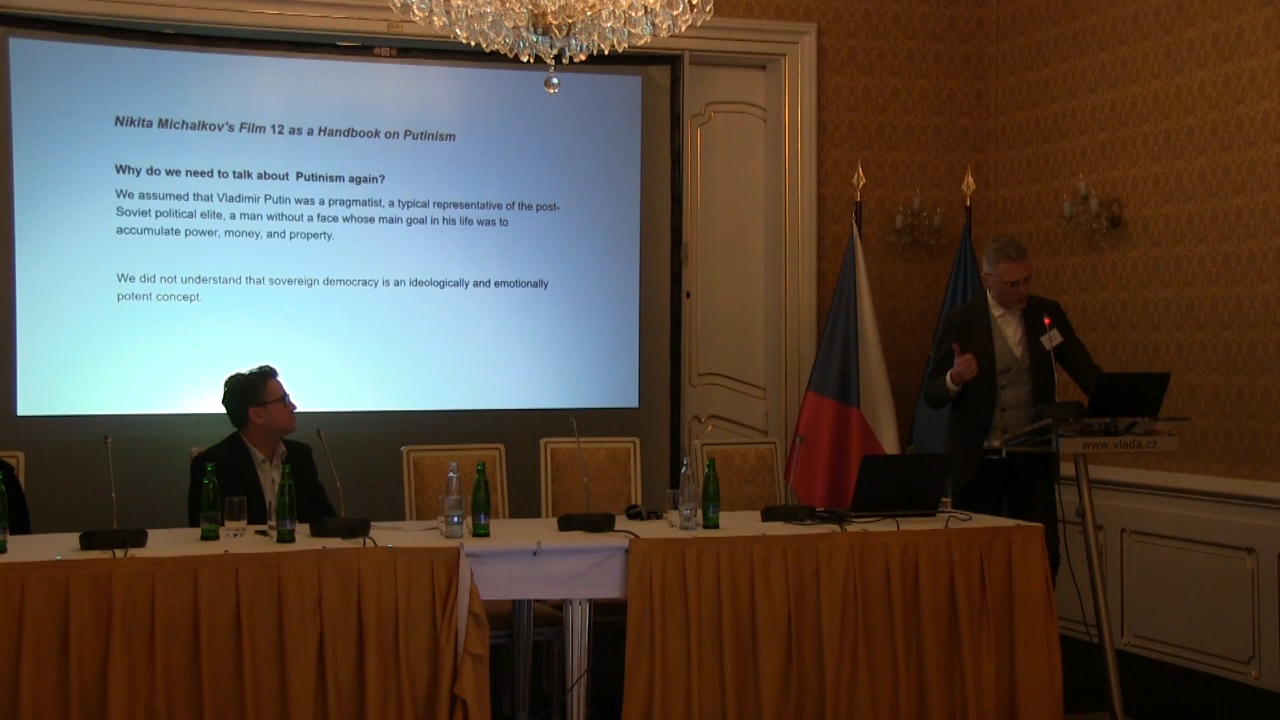 Nikita Michalkov's Film 12 as a Handbook on Putinism
Why do we need to talk about Putinism again?
We assumed that Vladimir Putin was a pragmatist, a typical representative of the post-
Soviet political elite, a man without a face whose main goal in his life was to
accumulate power, money, and property.
We did not understand that sovereign democracy is an ideologically and emotionally
potent concept.
www.vlada.cz